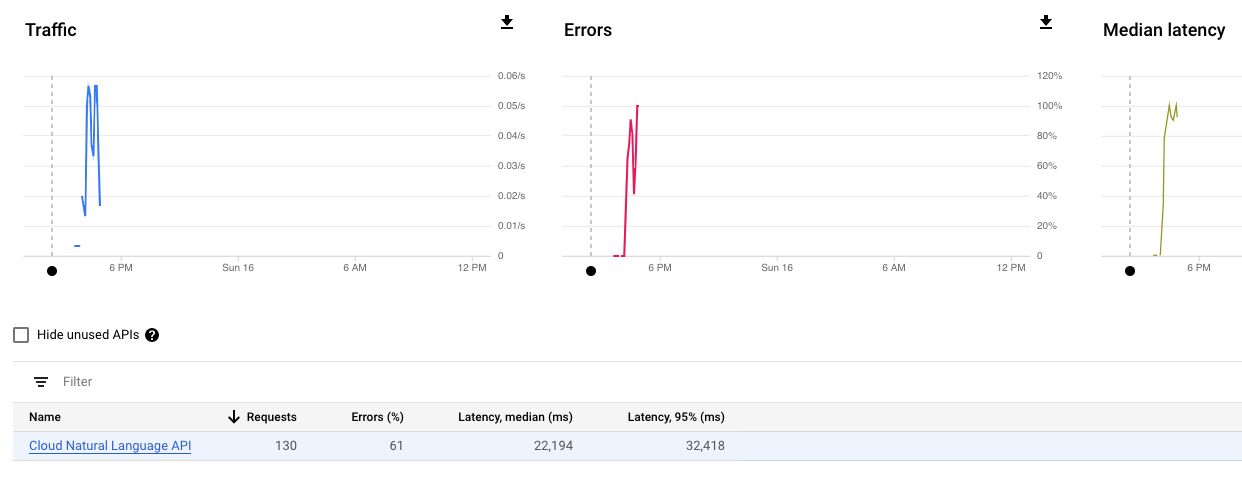 Traffic
Errors
Median latency
0.06/s
0.05/s
0.04/s
0.03/s
0.02/s
0.01/s
0
6 PM
Sun 16
6 AM
12 PM
120%
100%
80%
60%
40%
20%
0
6 PM
Sun 16
6 AM
12 PM
6 PM
Hide unused APIs ?
Filter
Name Requests Errors (%) Latency, median (ms) Latency, 95% (ms)
Cloud Natural Language API 130 61 22,194 32,418